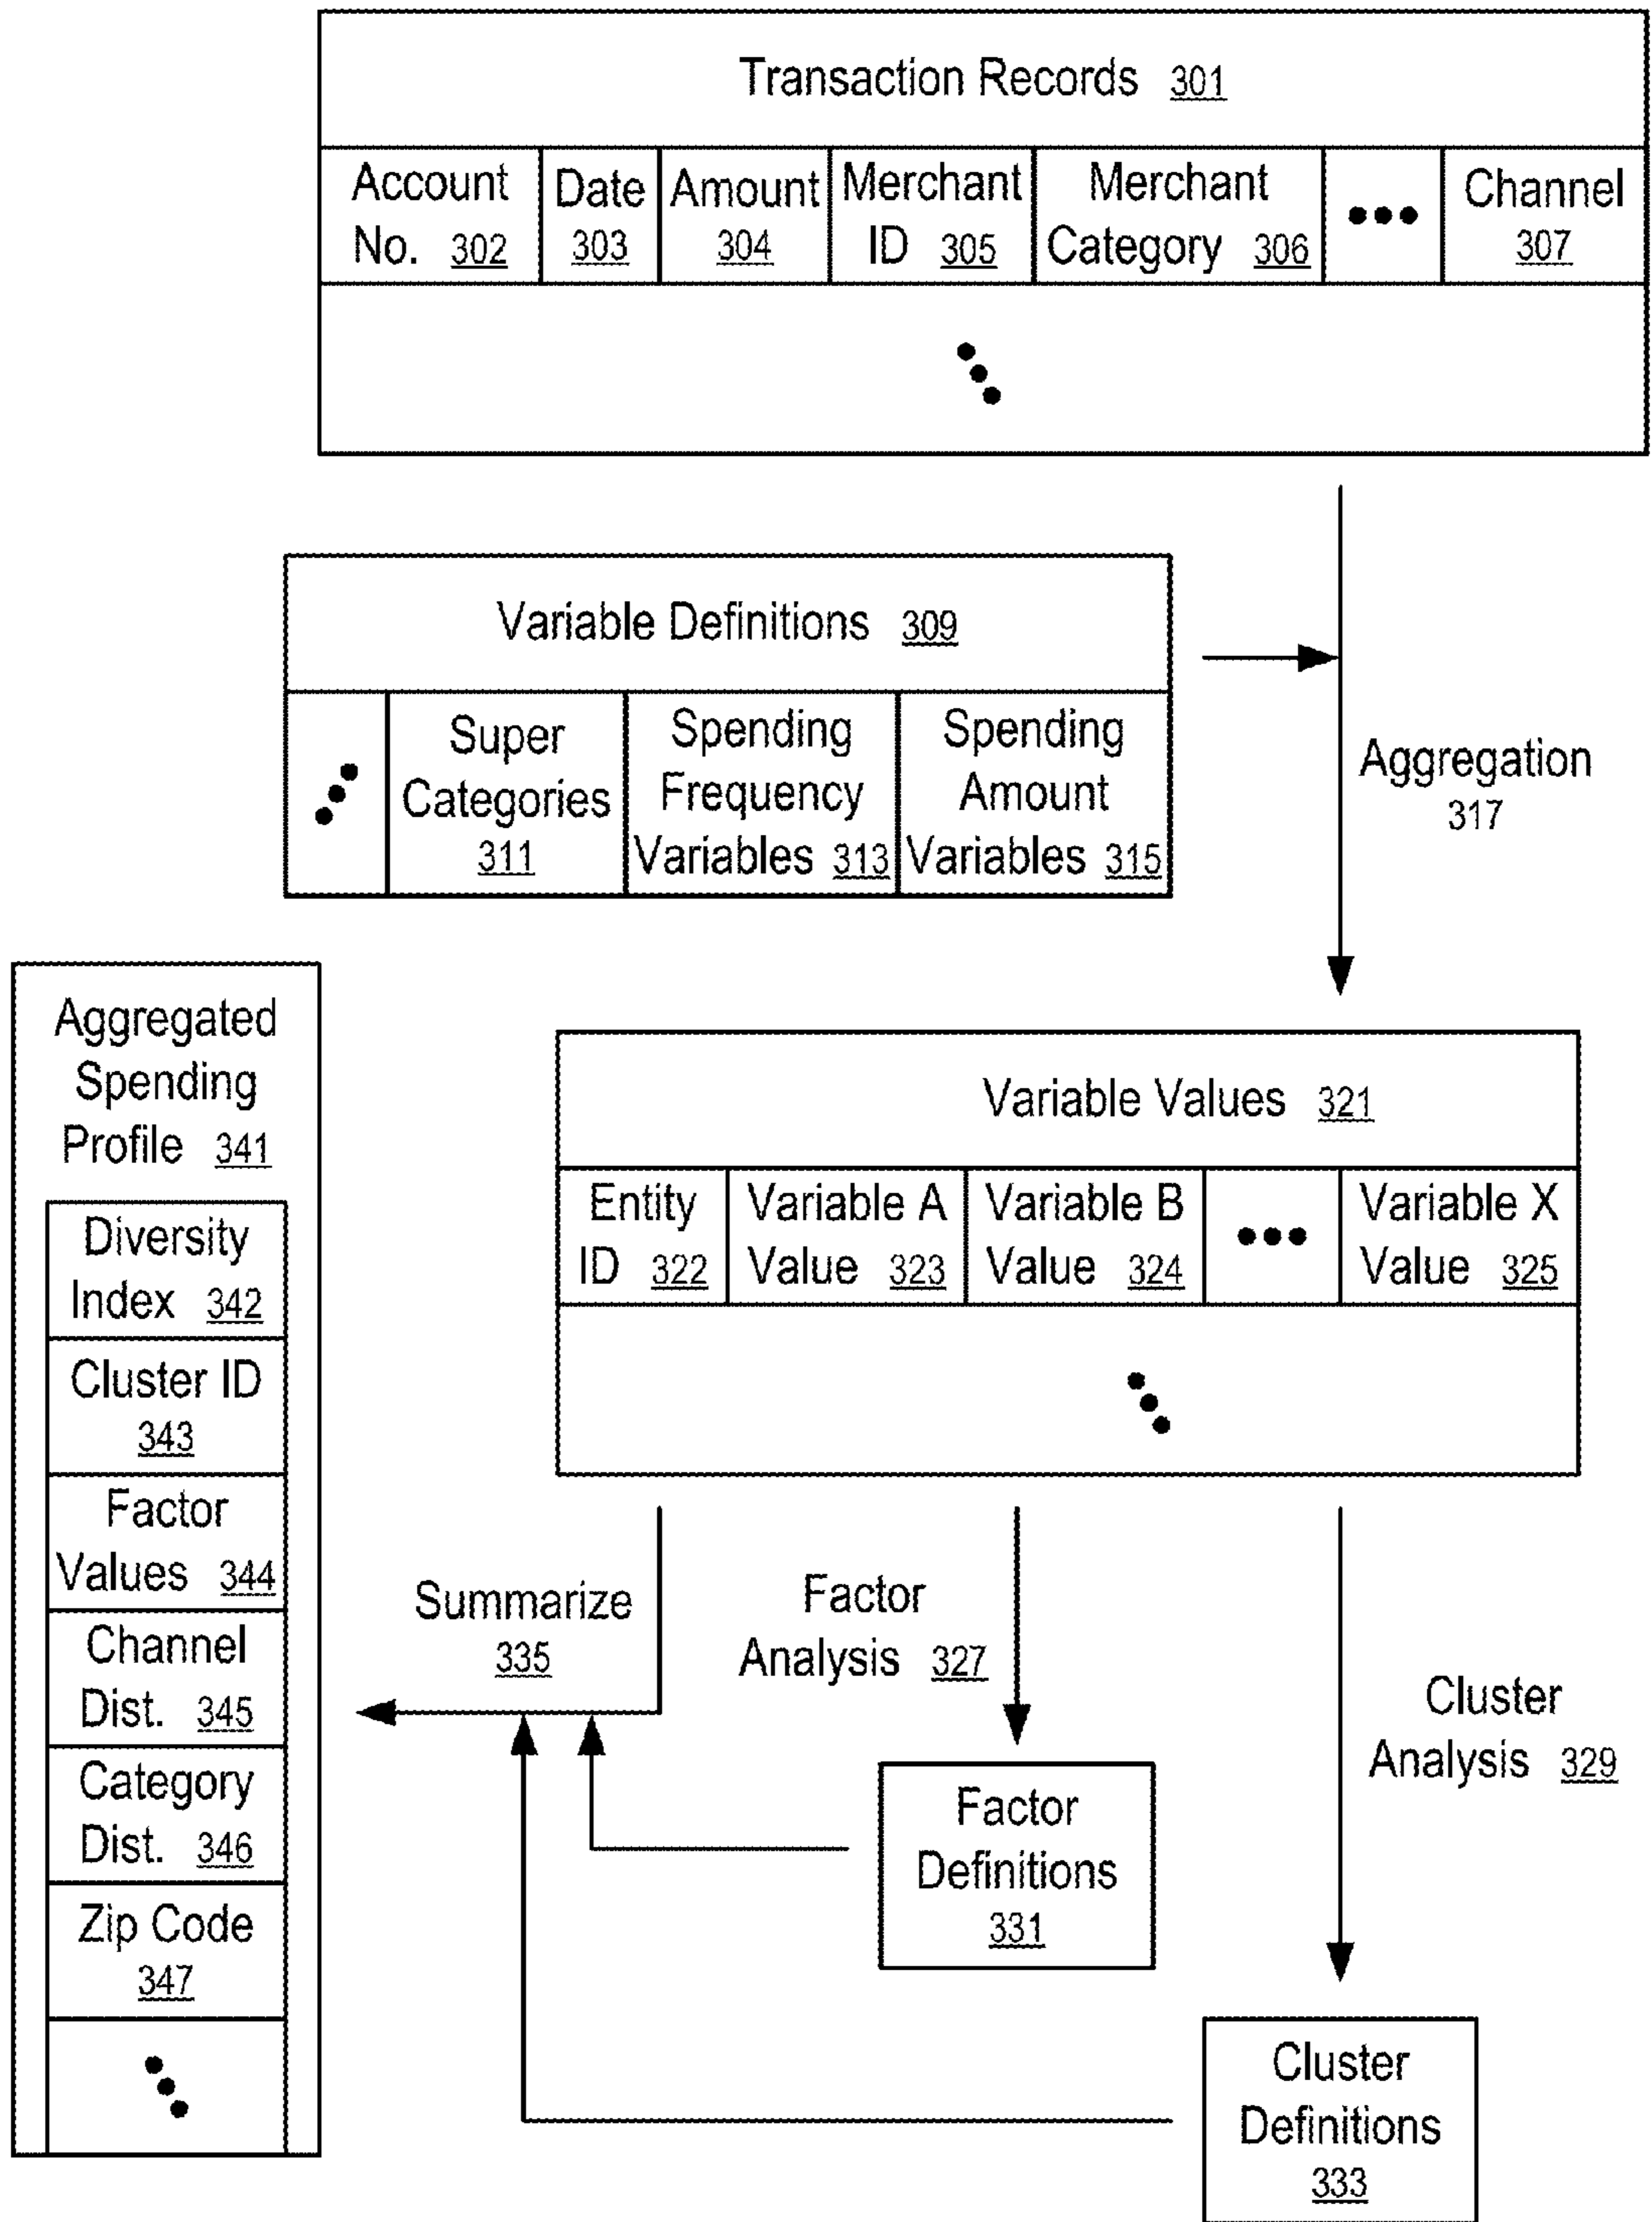 Transaction Records 301
Account
No. 302
Date
303
Amount
304
Merchant
ID 305
Merchant
Category 306
Channel
307
Variable Definitions 309
Super
Categories
311
Spending
Frequency
Variables 313
Spending
Amount
Variables 315
Aggregation
317
Aggregated
Spending
Profile 341
Diversity
Index 342
Cluster ID
343
Factor
Values 344
Channel
Dist. 345
Category
Dist. 346
Zip Code
347
Variable Values 321
Entity
ID 322
Variable A
Value 323
Variable B
Value 324
Variable X
Value 325
Summarize
335
Factor
Analysis 327
Cluster
Analysis 329
Factor
Definitions
331
Cluster
Definitions
333